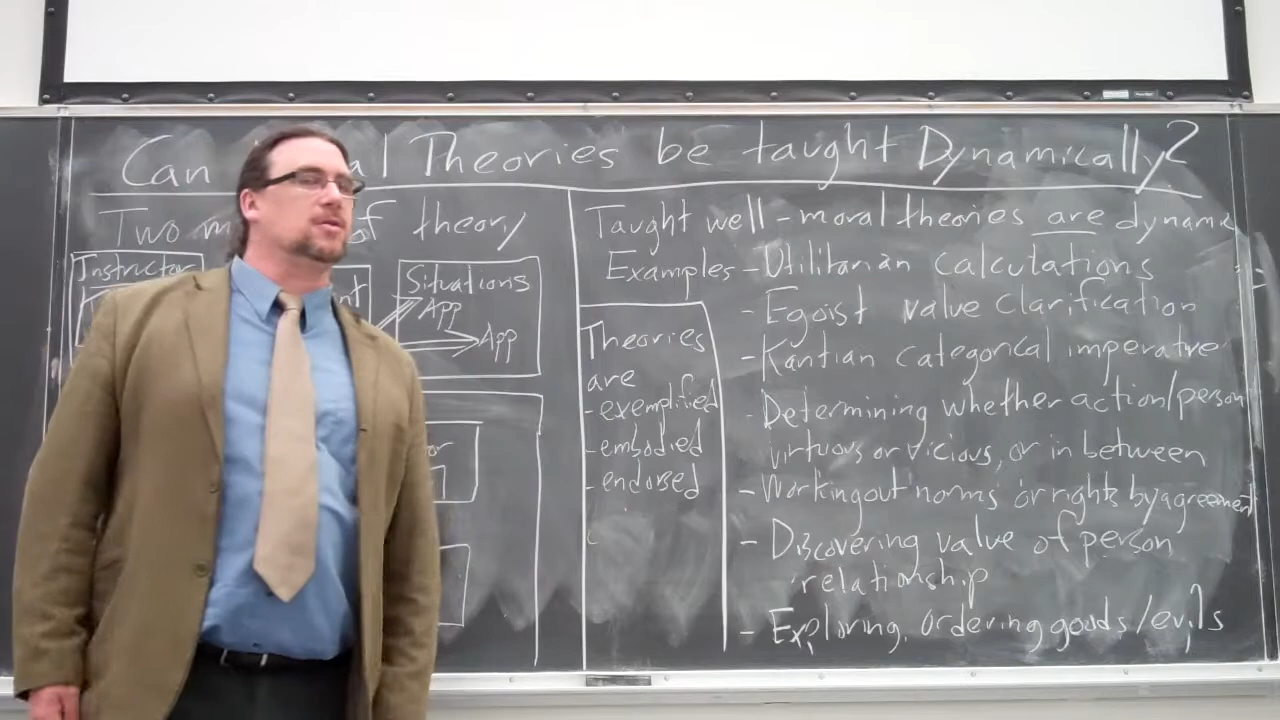 Can al Theories be taught Dynamically?
Two m of theory
Instructor
nt
Situations
App
App
or
Taught well - moral theories are dynamic
Examples - Utilitarian calculations
- Egoist value clarification
- Kantian categorical imperative
- Determining whether action/person
virtuous or vicious, or in between
- Working out norms or rights by agreement
- Discovering value of person
relationship
- Exploring, ordering goods/evils
Theories
are
- exemplified
- embodied
- endorsed